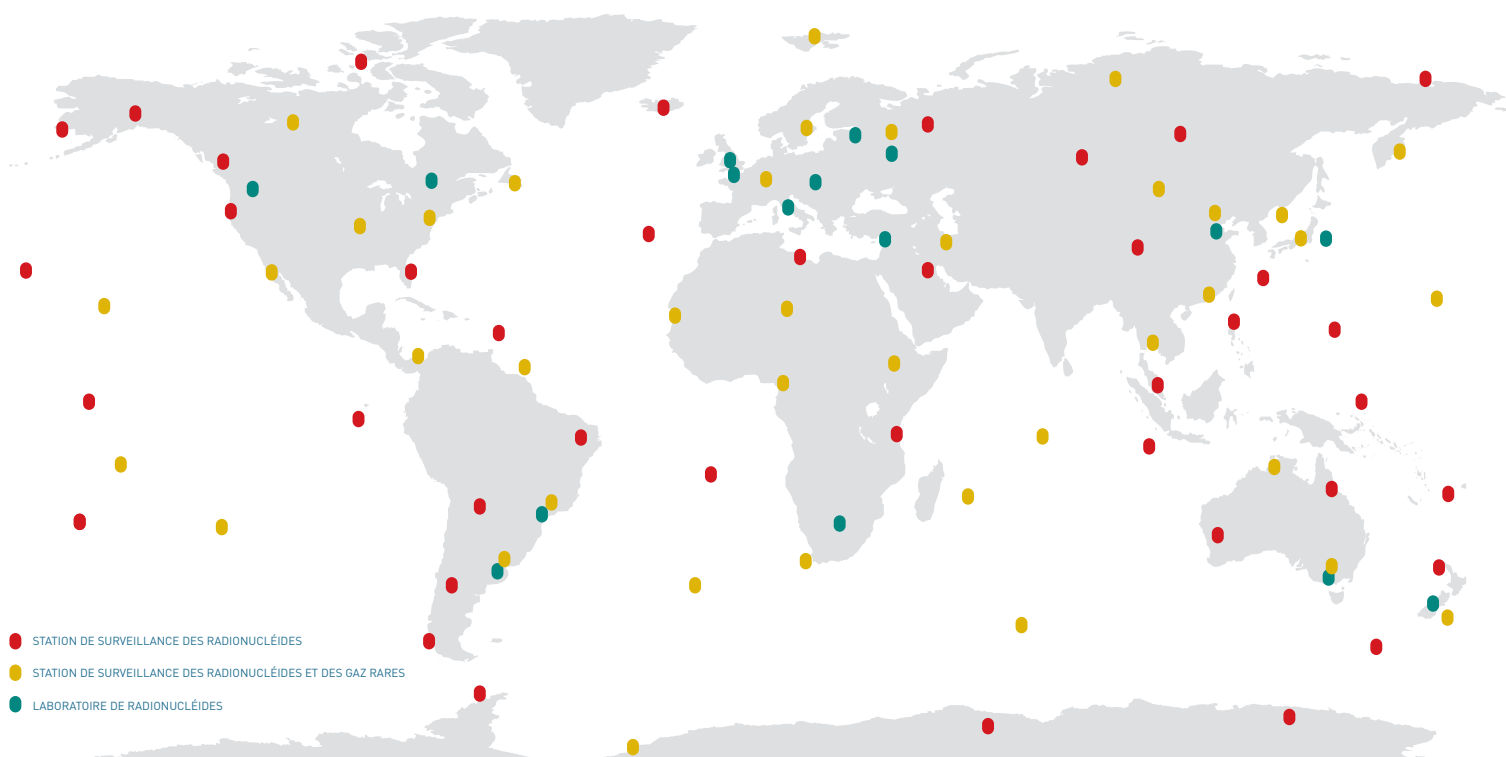 STATION DE SURVEILLANCE DES RADIONUCLÉIDES
STATION DE SURVEILLANCE DES RADIONUCLÉIDES ET DES GAZ RARES
LABORATOIRE DE RADIONUCLÉIDES